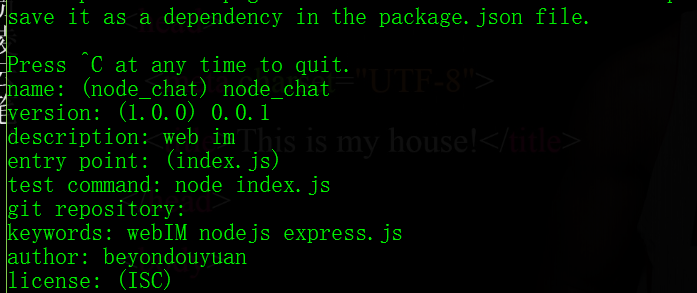 save it as a dependency in the package.json file.
Press ^C at any time to quit.
name: (node_chat) node_chat
"UTF-8">
version: (1.0.0) 0.0.1
description: web im
This is my house!</title>
entry point: (index.js)
test command: node index.js
git repository:
keywords: webIM nodejs express.js
author: beyondouyuan
license: (ISC)